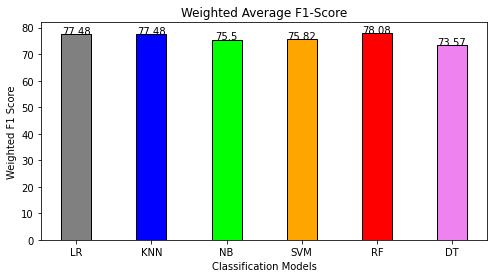 Weighted Average F1-Score
Weighted F1 Score
80
70
60
50
40
30
20
10
0
77.48
77.48
75.5
75.82
78.08
73.57
LR
KNN
NB
SVM
RF
DT
Classification Models